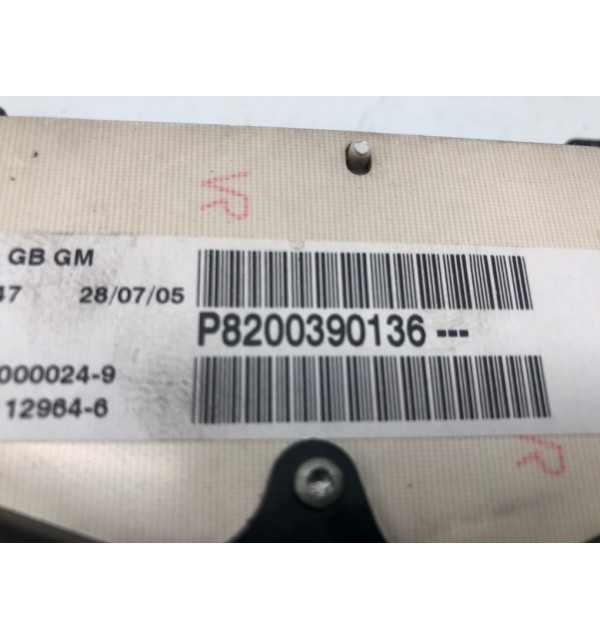 VR
GB GM
47 28/07/05
P8200390136 ---
000024-9
12964-6
VR